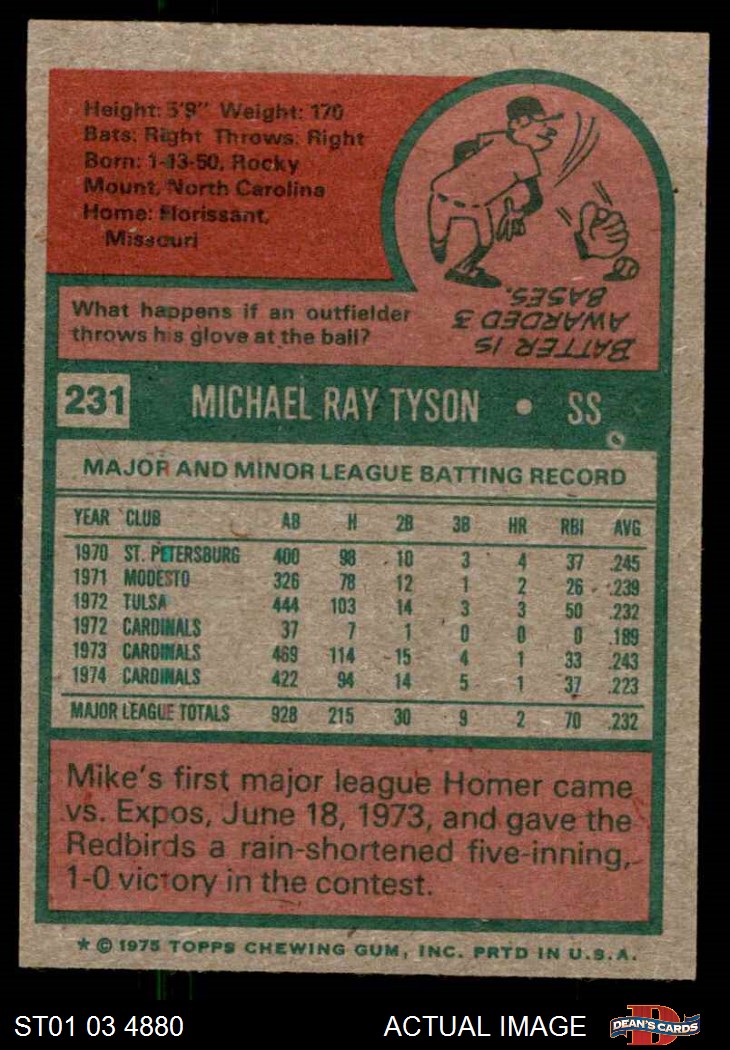 Height: 5'9" Weight: 170
Bats: Right Throws: Right
Born: 1-13-50, Rocky
Mount, North Carolina
Home: Florissant,
Missouri
What happens if an outfielder
throws his glove at the ball?
BATTER IS
AWARDED 3
BASES.
231 MICHAEL RAY TYSON • SS
MAJOR AND MINOR LEAGUE BATTING RECORD
YEAR CLUB AB H 2B 3B HR RBI AVG
1970 ST. PETERSBURG 400 98 10 3 4 37 .245
1971 MODESTO 326 78 12 1 2 26 .239
1972 TULSA 444 103 14 3 3 50 .232
1972 CARDINALS 37 7 1 0 0 0 .189
1973 CARDINALS 469 114 15 4 1 33 .243
1974 CARDINALS 422 94 14 5 1 37 .223
MAJOR LEAGUE TOTALS 928 215 30 9 2 70 .232
Mike's first major league Homer came
vs. Expos, June 18, 1973, and gave the
Redbirds a rain-shortened five-inning,
1-0 victory in the contest.
* © 1975 TOPPS CHEWING GUM, INC. PRTD IN U.S.A.
ST01 03 4880 ACTUAL IMAGE D DEAN'S CARDS